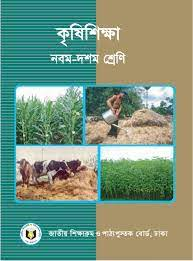 কৃষিশিক্ষা
নবম-দশম শ্রেণি
জাতীয় শিক্ষাক্রম ও পাঠ্যপুস্তক বোর্ড, ঢাকা